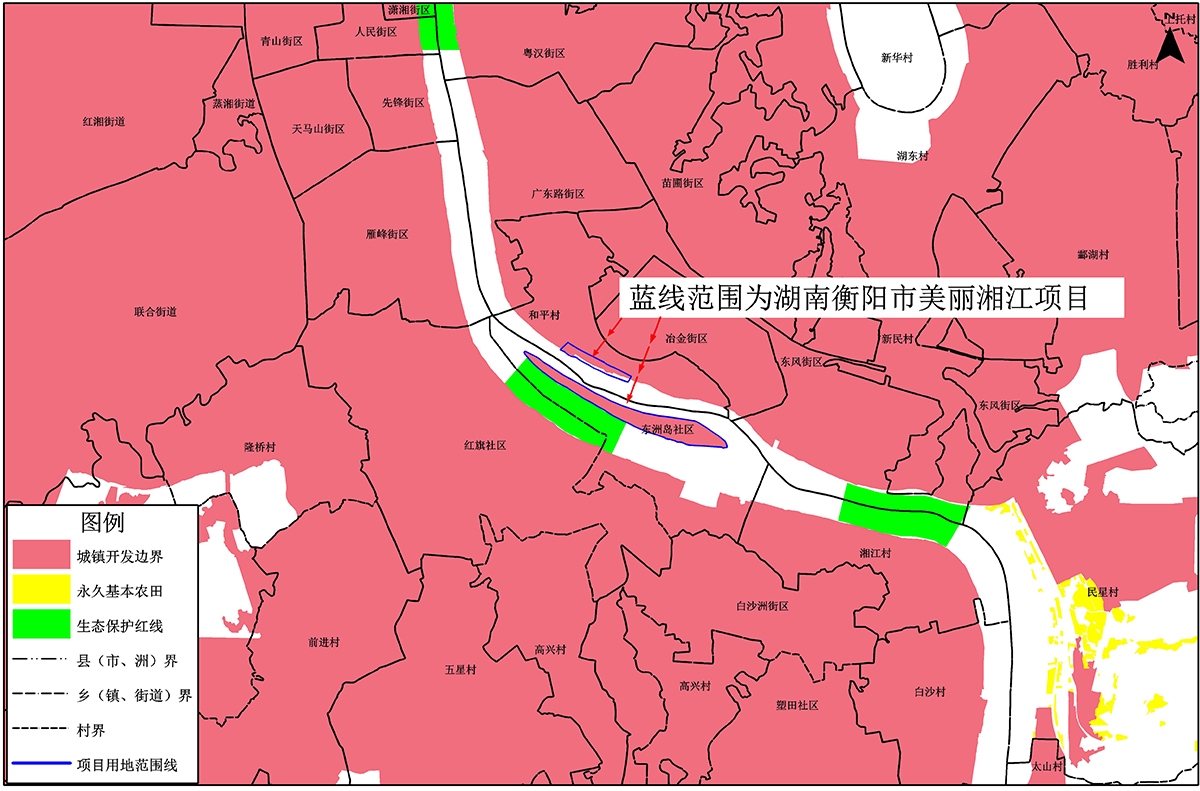 潇湘街区
人民街区
青山街区
粤汉街区
N
上托村
新华村
胜利村
蒸湘街道
先锋街区
红湘街道
天马山街区
湖东村
苗圃街区
广东路街区
雁峰街区
酃湖村
蓝线范围为湖南衡阳市美丽湘江项目
联合街道
和平村
冶金街区
新民村
东风街区
东风街区
东洲岛社区
红旗社区
隆桥村
湘江村
民星村
白沙洲街区
前进村
五星村
高兴村
高兴村
塑田社区
白沙村
太山村
图例
城镇开发边界
永久基本农田
生态保护红线
县（市、洲）界
乡（镇、街道）界
村界
项目用地范围线